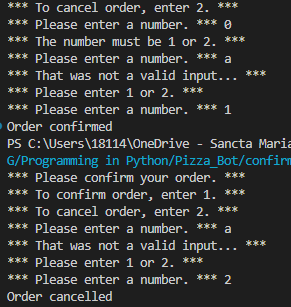 *** To cancel order, enter 2. ***
*** Please enter a number. *** 0
*** The number must be 1 or 2. ***
*** Please enter a number. *** a
*** That was not a valid input... ***
*** Please enter 1 or 2. ***
*** Please enter a number. *** 1
Order confirmed
PS C:\Users\18114\OneDrive - Sancta Maria
G/Programming in Python/Pizza_Bot/confirm
*** Please confirm your order. ***
*** To confirm order, enter 1. ***
*** To cancel order, enter 2. ***
*** Please enter a number. *** a
*** That was not a valid input... ***
*** Please enter 1 or 2. ***
*** Please enter a number. *** 2
Order cancelled